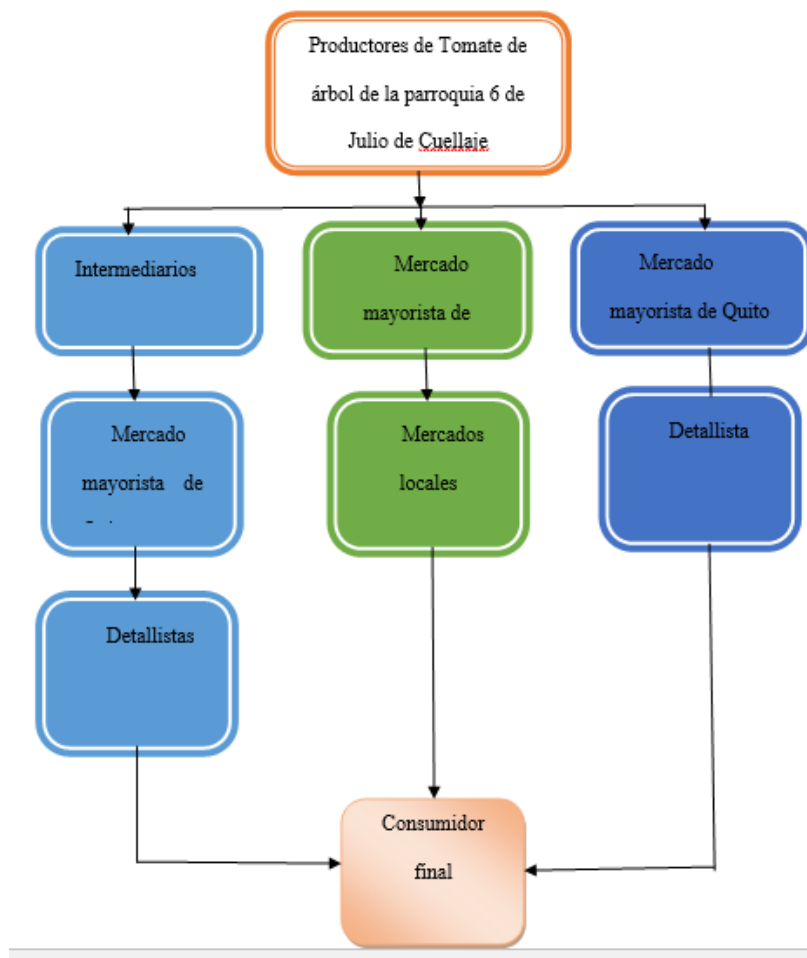 Productores de Tomate de
árbol de la parroquia 6 de
Julio de Cuellaje
Intermediarios
Mercado
mayorista de
Mercado
mayorista de Quito
Mercado
mayorista de
Mercados
locales
Detallista
Detallistas
Consumidor
final